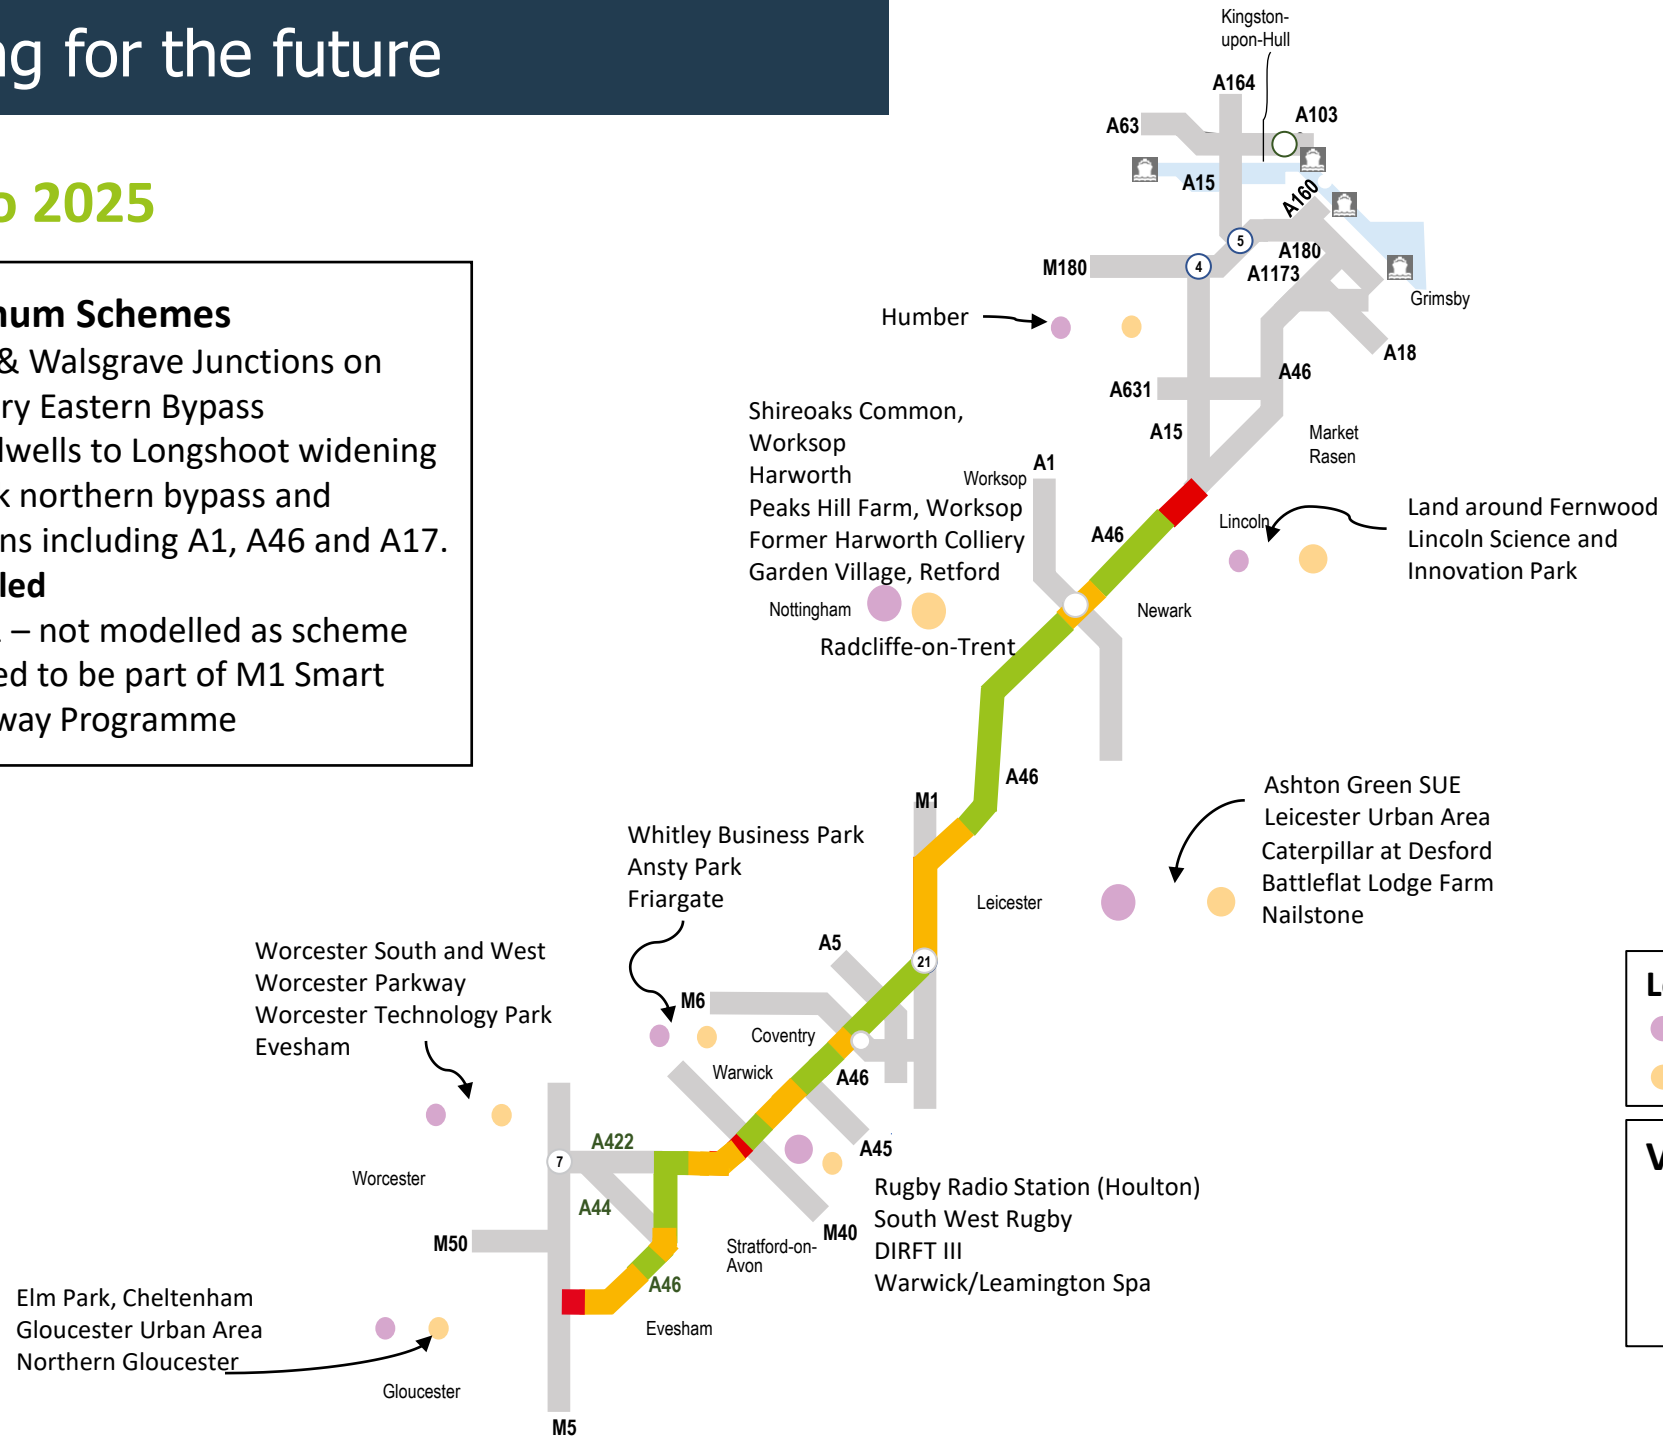 ng for the future
o 2025
num Schemes
& Walsgrave Junctions on
ry Eastern Bypass
lwells to Longshoot widening
k northern bypass and
ns including A1, A46 and A17.
led
– not modelled as scheme
ed to be part of M1 Smart
way Programme
Kingston-
upon-Hull
A164
A63
A103
A15
A160
5
A180
M180
4
A1173
Grimsby
Humber
A18
A46
A631
A15
Market
Rasen
Shireoaks Common,
Worksop
Harworth
Peaks Hill Farm, Worksop
Former Harworth Colliery
Garden Village, Retford
Worksop
A1
A46
Lincoln
Land around Fernwood
Lincoln Science and
Innovation Park
Nottingham
Newark
Radcliffe-on-Trent
A46
M1
Ashton Green SUE
Leicester Urban Area
Caterpillar at Desford
Battleflat Lodge Farm
Nailstone
Whitley Business Park
Ansty Park
Friargate
Leicester
A5
21
Worcester South and West
Worcester Parkway
Worcester Technology Park
Evesham
M6
Coventry
Warwick
A46
A45
A422
7
Worcester
A44
M50
Rugby Radio Station (Houlton)
South West Rugby
DIRFT III
Warwick/Leamington Spa
M40
Stratford-on-
Avon
A46
Evesham
Elm Park, Cheltenham
Gloucester Urban Area
Northern Gloucester
Gloucester
M5
L
V